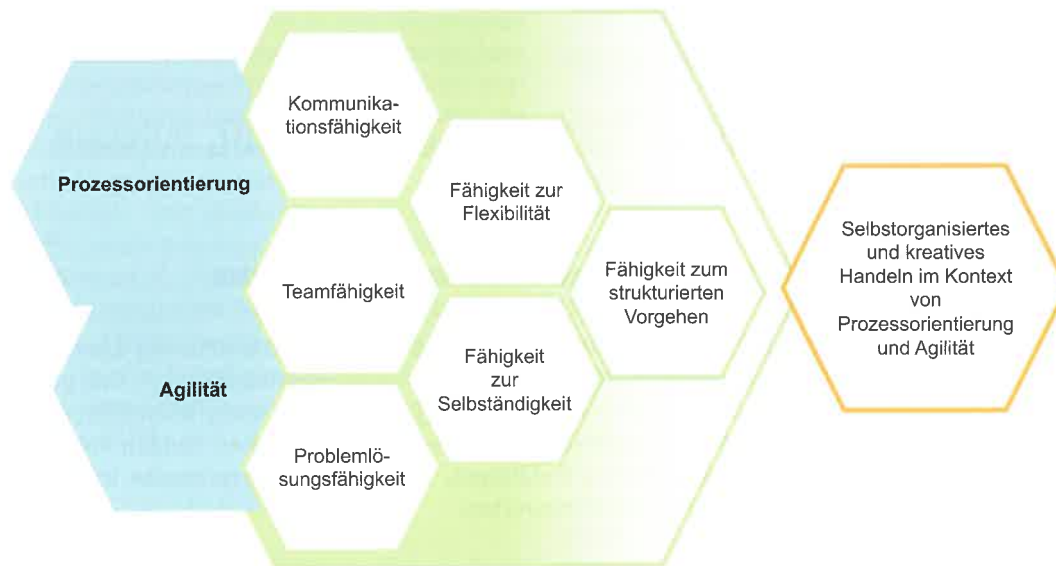 Prozessorientierung
Agilität
Kommunika-
tionsfähigkeit
Teamfähigkeit
Problemlö-
sungsfähigkeit
Fähigkeit zur
Flexibilität
Fähigkeit
zur
Selbständigkeit
Fähigkeit zum
strukturierten
Vorgehen
Selbstorganisiertes
und kreatives
Handeln im Kontext
von
Prozessorientierung
und Agilität